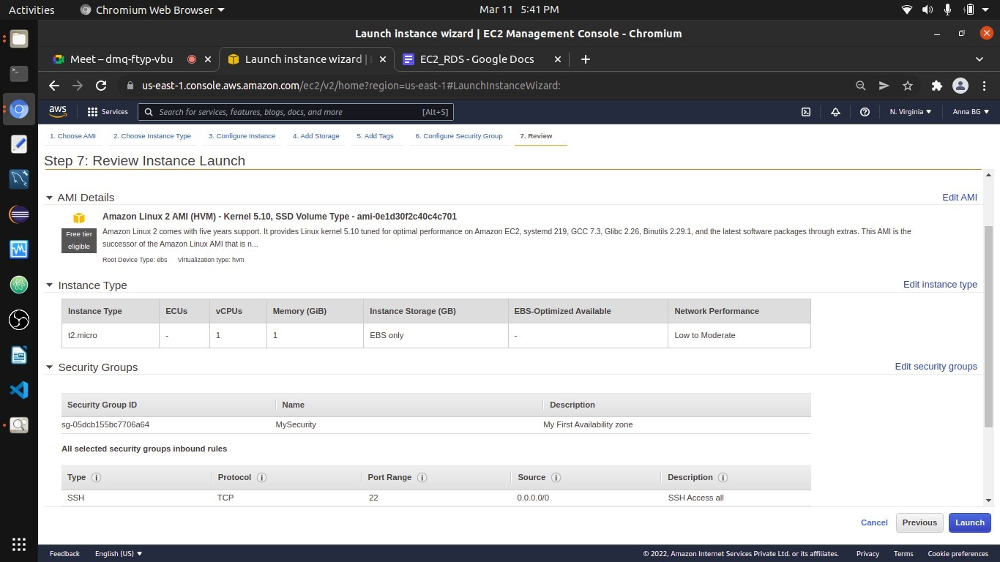 Activities Chromium Web Browser Mar 11 5:41 PM
Launch instance wizard | EC2 Management Console - Chromium
Meet – dmq-ftyp-vbu Launch instance wizard | EC2_RDS - Google Docs
us-east-1.console.aws.amazon.com/ec2/v2/home?region=us-east-1#LaunchInstanceWizard:
aws Services Search for services, features, blogs, docs, and more [Alt+S] N. Virginia Anna BG
1. Choose AMI 2. Choose Instance Type 3. Configure Instance 4. Add Storage 5. Add Tags 6. Configure Security Group 7. Review
Step 7: Review Instance Launch
AMI Details Edit AMI
Amazon Linux 2 AMI (HVM) - Kernel 5.10, SSD Volume Type - ami-0e1d30f2c40c4c701
Free tier
eligible
Amazon Linux 2 comes with five years support. It provides Linux kernel 5.10 tuned for optimal performance on Amazon EC2, systemd 219, GCC 7.3, Glibc 2.26, Binutils 2.29.1, and the latest software packages through extras. This AMI is the
successor of the Amazon Linux AMI that is n...
Root Device Type: ebs Virtualization type: hvm
Instance Type Edit instance type
Instance Type ECUs vCPUs Memory (GiB) Instance Storage (GB) EBS-Optimized Available Network Performance
t2.micro - 1 1 EBS only - Low to Moderate
Security Groups Edit security groups
Security Group ID Name Description
sg-05dcb155bc7706a64 MySecurity My First Availability zone
All selected security groups inbound rules
Type Protocol Port Range Source Description
SSH TCP 22 0.0.0.0/0 SSH Access all
Cancel Previous Launch
Feedback English (US) © 2022, Amazon Internet Services Private Ltd. or its affiliates. Privacy Terms Cookie preferences